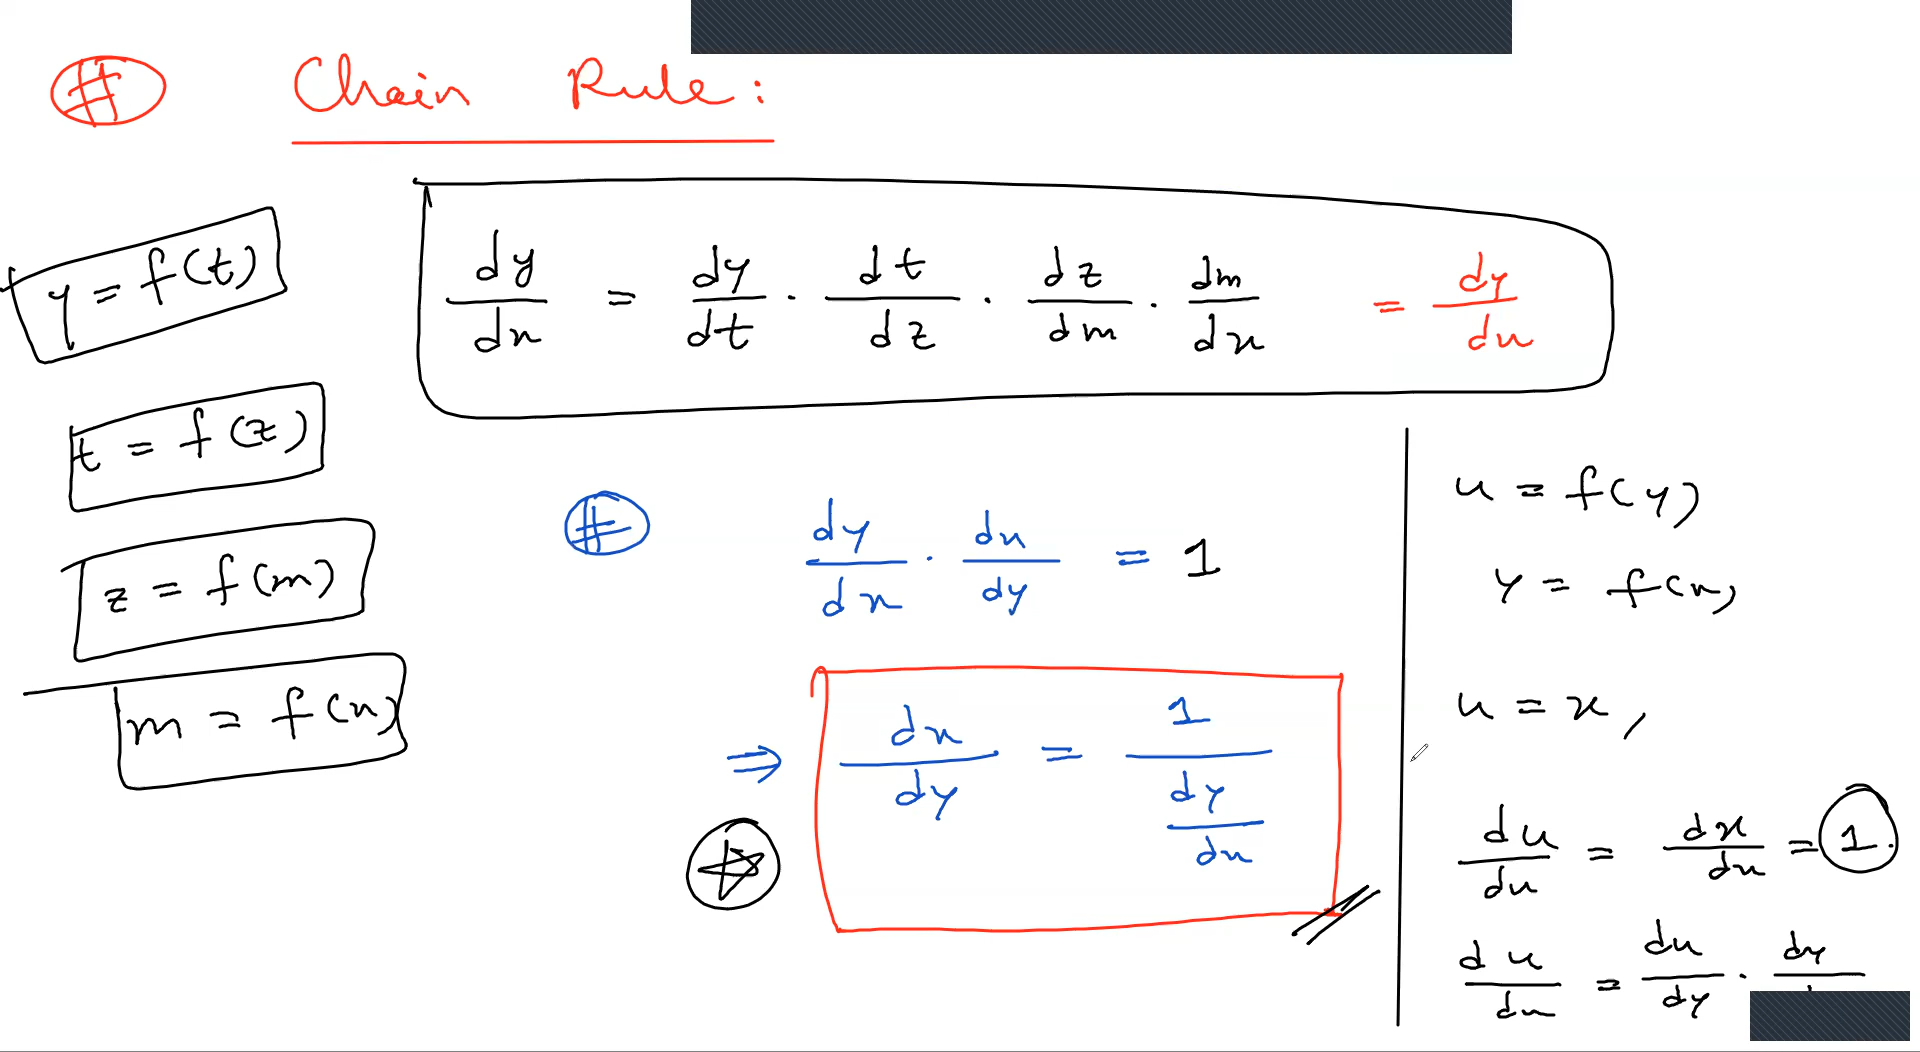 # Chain Rule:
y = f(t)
dy/dx = dy/dt · dt/dz · dz/dm · dm/dx = dy/dx
t = f(z)
z = f(m)
m = f(x)
# dy/dx · dx/dy = 1
⇒ dx/dy = 1/(dy/dx)
u = f(y)
y = f(x)
u = x,
du/dx = dx/dx = 1.
du/dx = du/dy · dy/